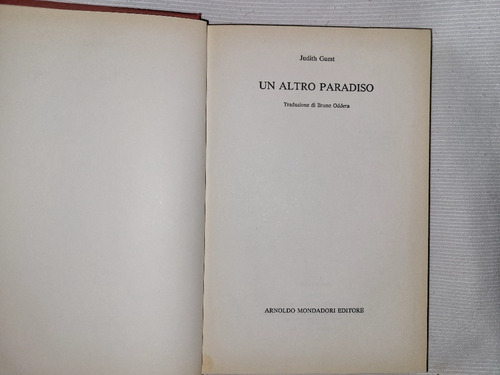 Judith Guest
UN ALTRO PARADISO
Traduzione di Bruno Oddera
ARNOLDO MONDADORI EDITORE